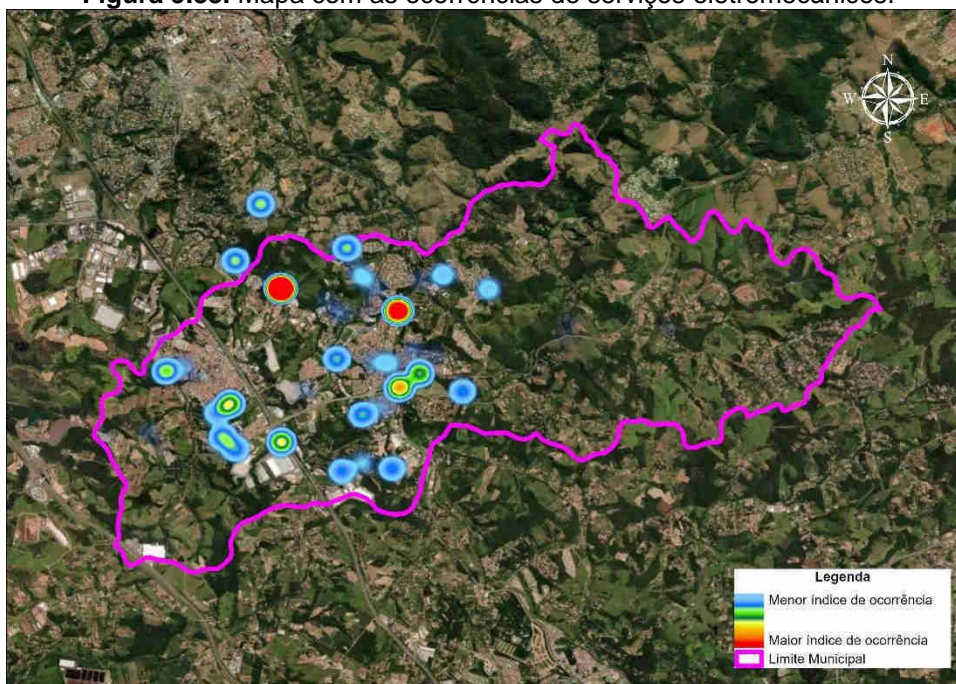 Mapa com as ocorrências de serviços eletromecânicos.
N
W E
S
Legenda
Menor índice de ocorrência
Maior índice de ocorrência
Limite Municipal